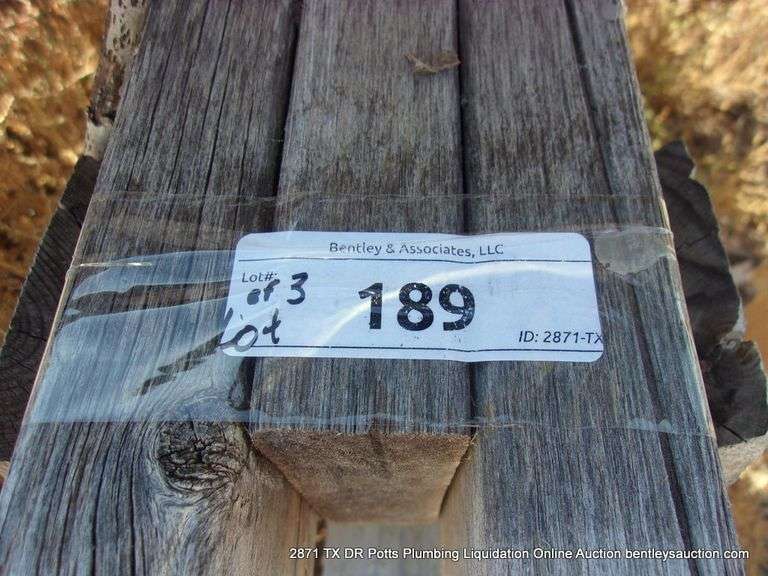 Bentley & Associates, LLC
Lot#:
of 3
Lot
189
ID: 2871-TX
2871 TX DR Potts Plumbing Liquidation Online Auction bentleysauction.com